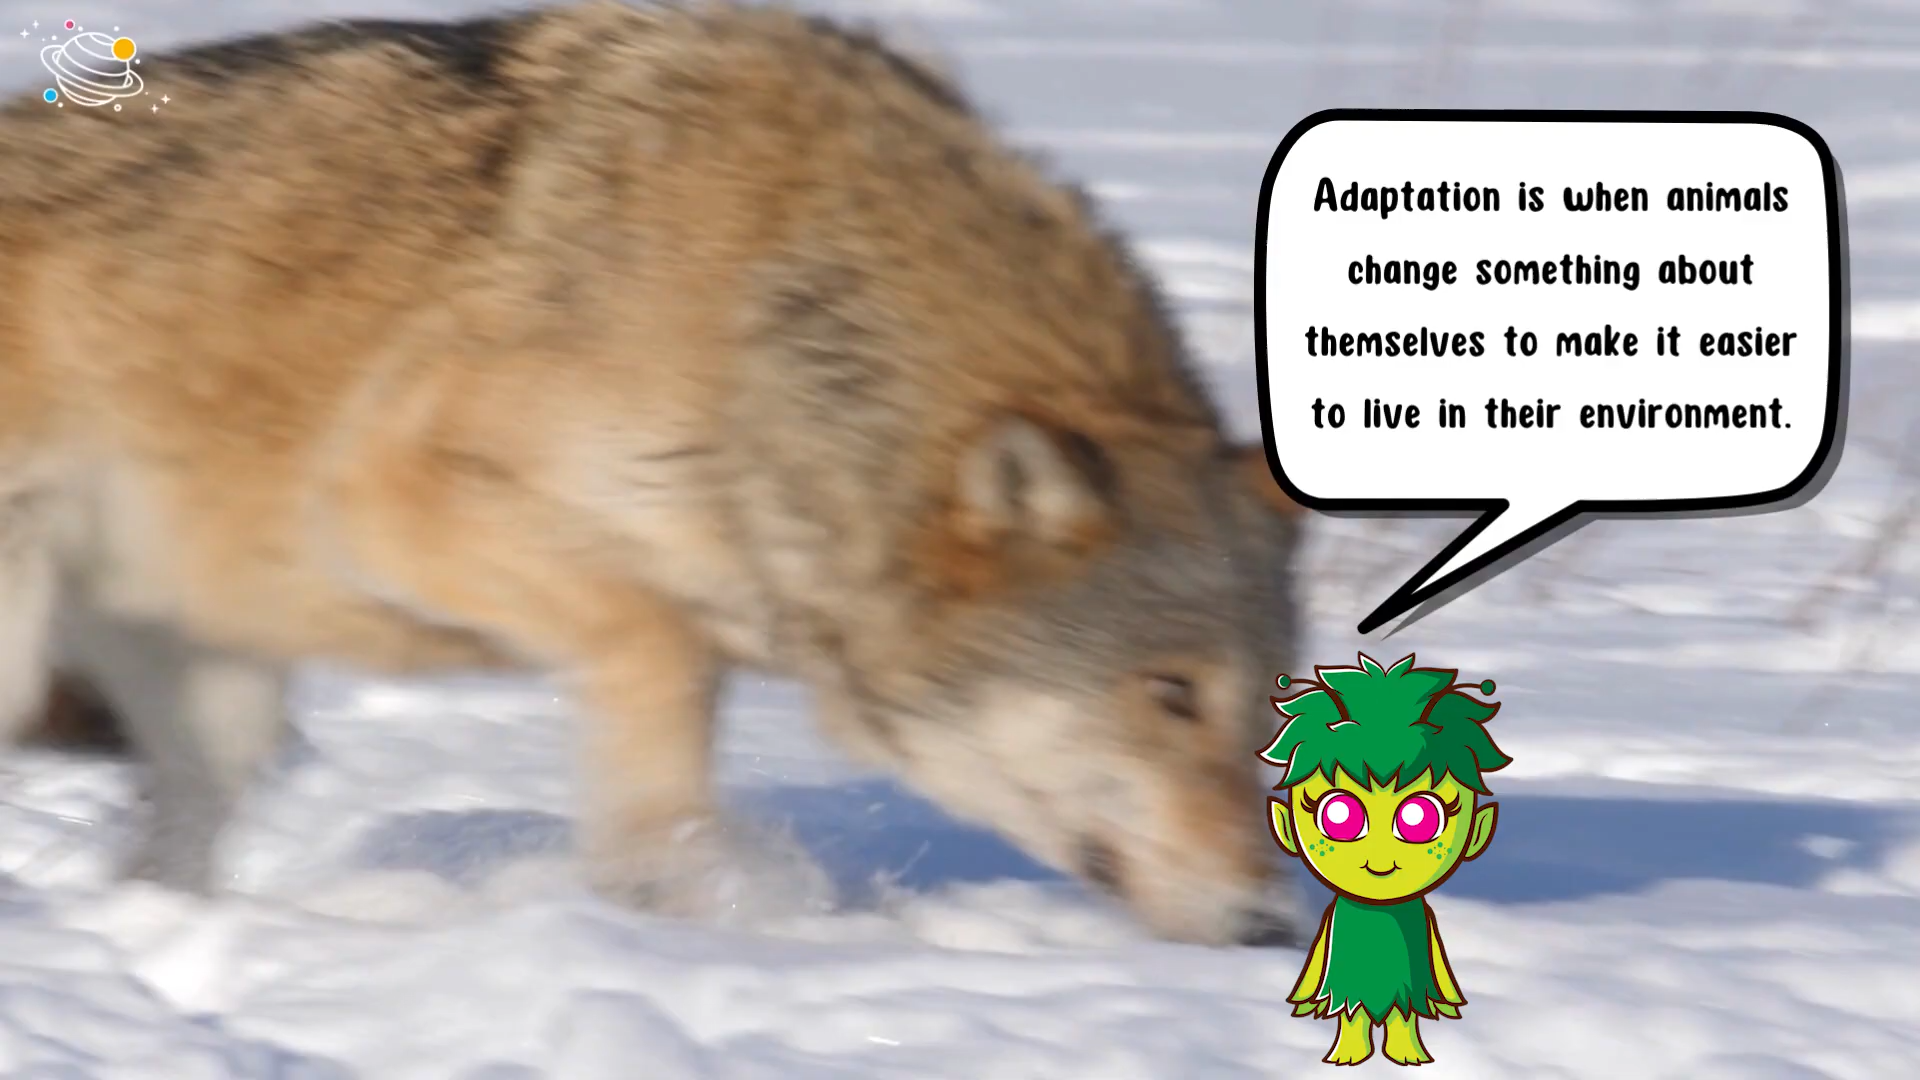 Adaptation is when animals
change something about
themselves to make it easier
to live in their environment.